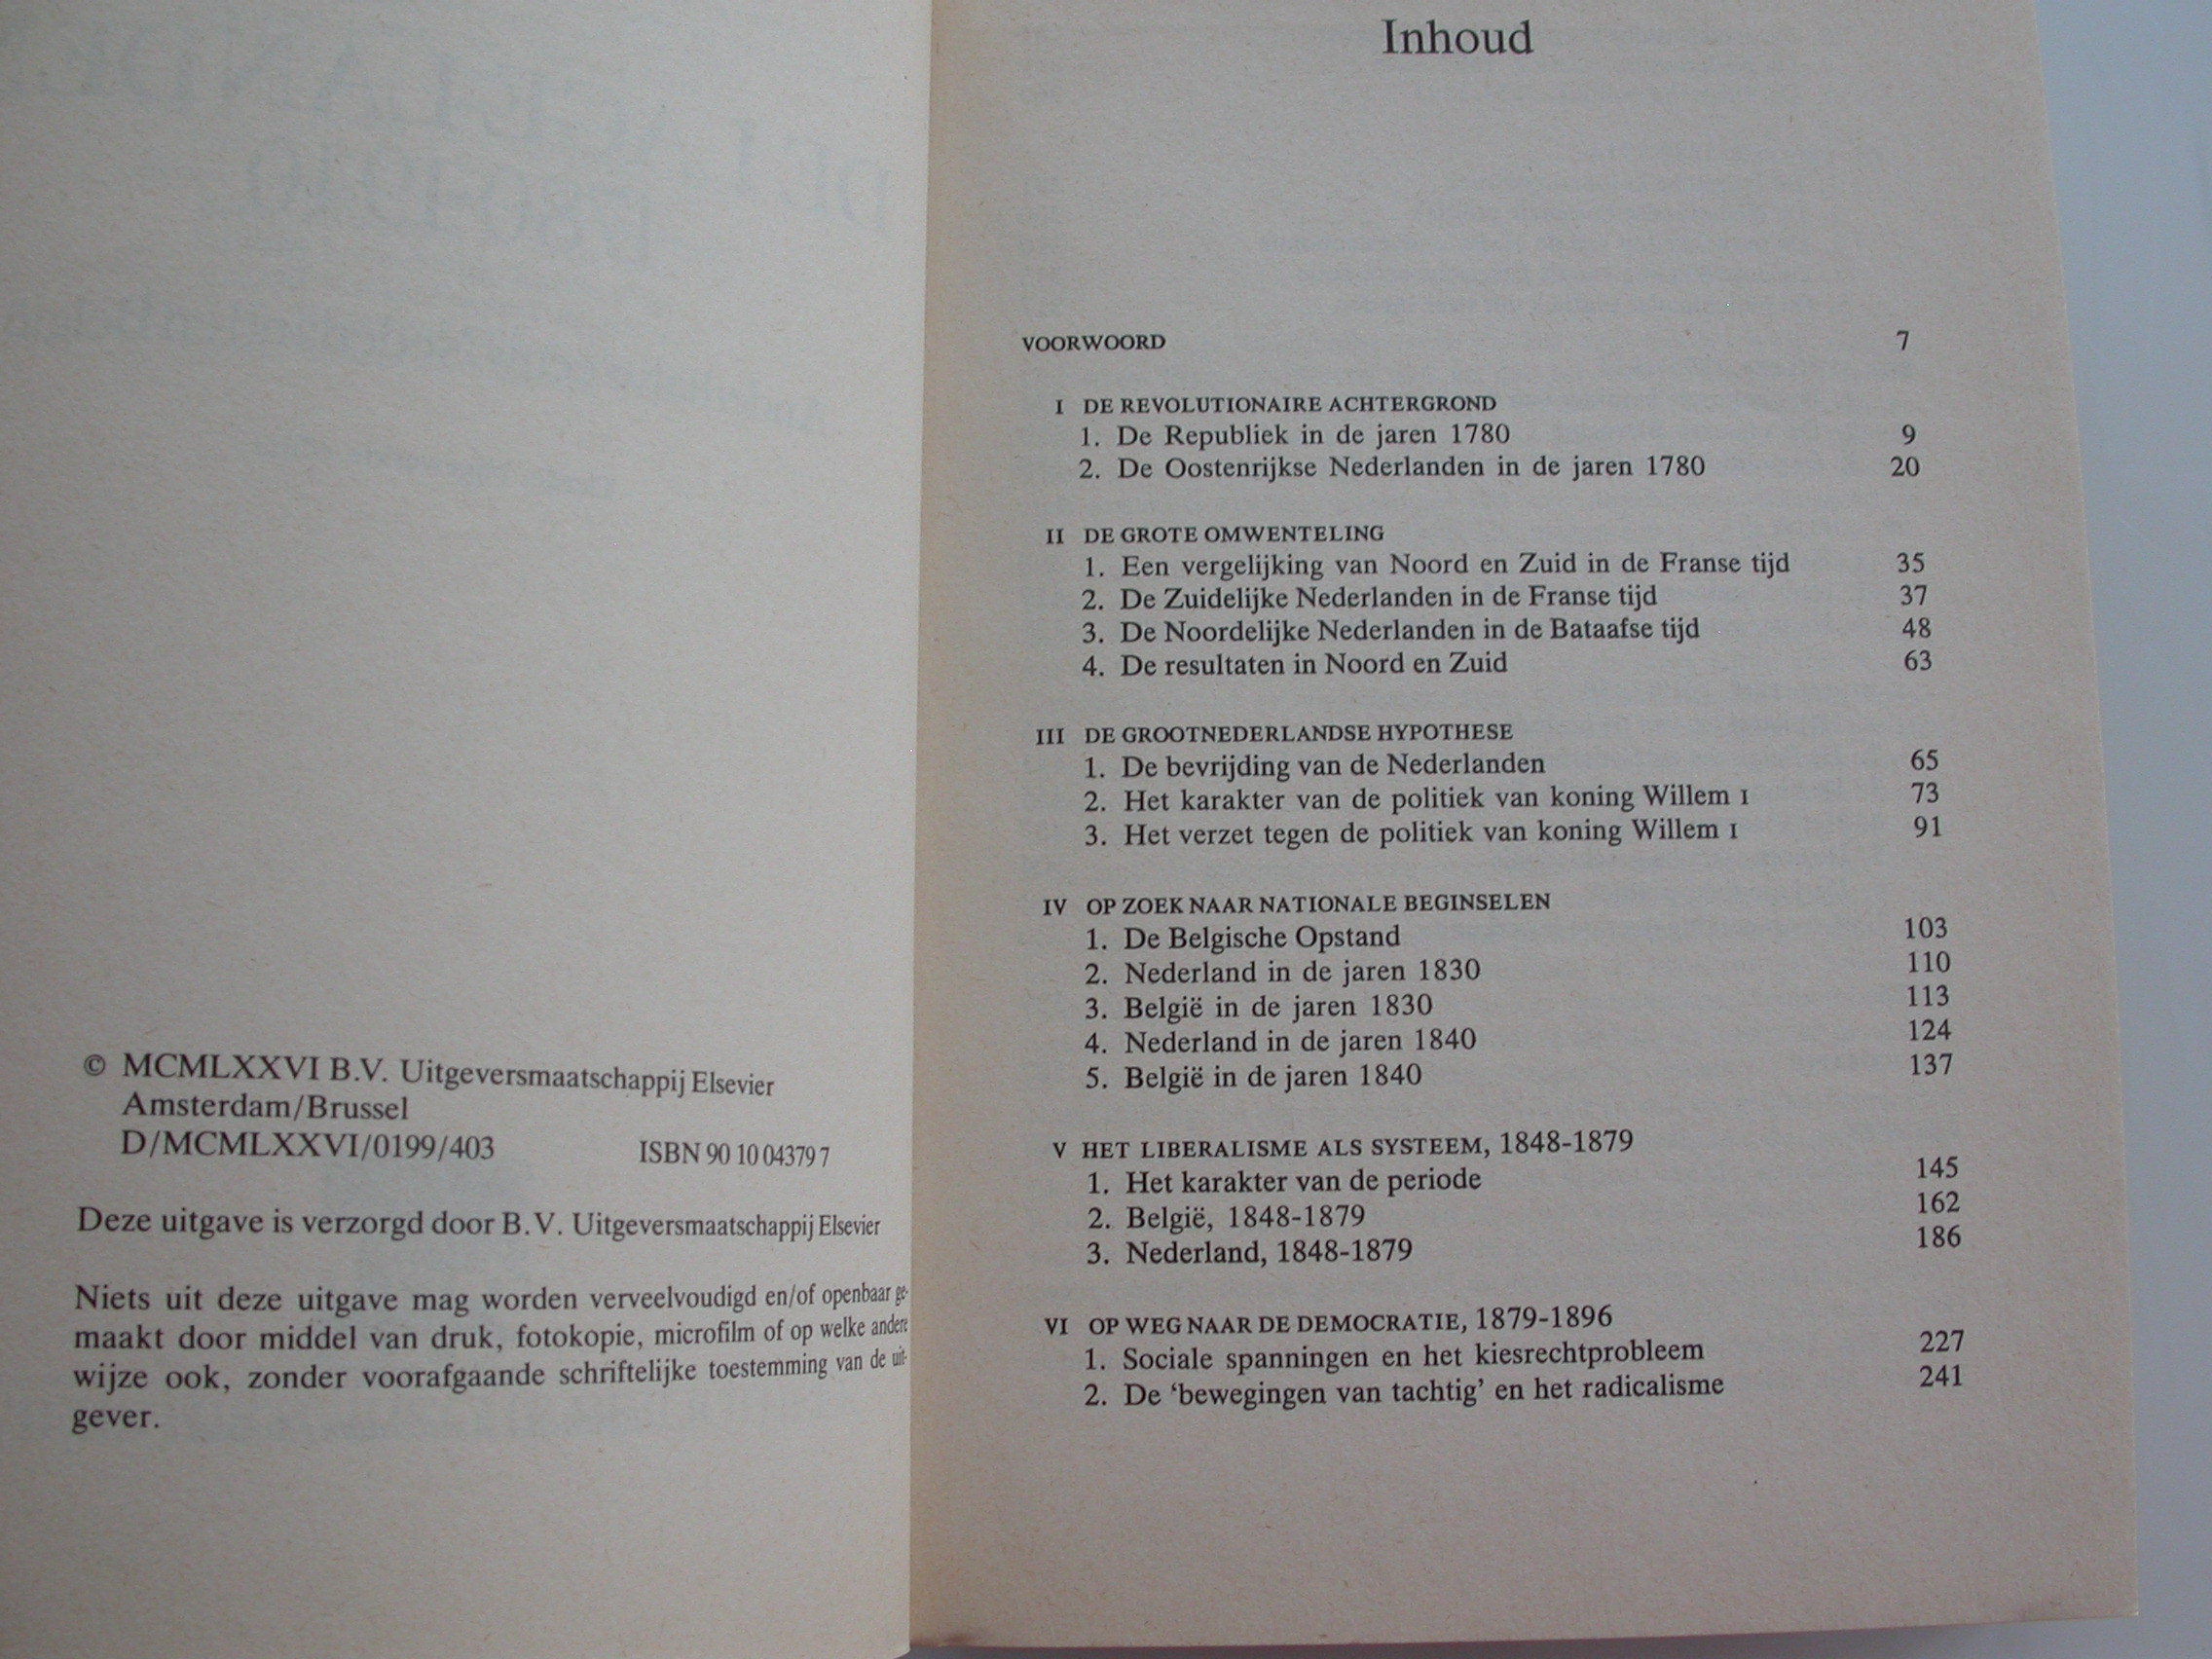 © MCMLXXVI B.V. Uitgeversmaatschappij Elsevier
Amsterdam/Brussel
D/MCMLXXVI/0199/403 ISBN 90 10 04379 7
Deze uitgave is verzorgd door B.V. Uitgeversmaatschappij Elsevier
Niets uit deze uitgave mag worden verveelvoudigd en/of openbaar ge-
maakt door middel van druk, fotokopie, microfilm of op welke andere
wijze ook, zonder voorafgaande schriftelijke toestemming van de uit-
gever.
Inhoud
VOORWOORD 7
I DE REVOLUTIONAIRE ACHTERGROND
1. De Republiek in de jaren 1780 9
2. De Oostenrijkse Nederlanden in de jaren 1780 20
II DE GROTE OMWENTELING
1. Een vergelijking van Noord en Zuid in de Franse tijd 35
2. De Zuidelijke Nederlanden in de Franse tijd 37
3. De Noordelijke Nederlanden in de Bataafse tijd 48
4. De resultaten in Noord en Zuid 63
III DE GROOTNEDERLANDSE HYPOTHESE
1. De bevrijding van de Nederlanden 65
2. Het karakter van de politiek van koning Willem I 73
3. Het verzet tegen de politiek van koning Willem I 91
IV OP ZOEK NAAR NATIONALE BEGINSELEN
1. De Belgische Opstand 103
2. Nederland in de jaren 1830 110
3. België in de jaren 1830 113
4. Nederland in de jaren 1840 124
5. België in de jaren 1840 137
V HET LIBERALISME ALS SYSTEEM, 1848-1879
1. Het karakter van de periode 145
2. België, 1848-1879 162
3. Nederland, 1848-1879 186
VI OP WEG NAAR DE DEMOCRATIE, 1879-1896
1. Sociale spanningen en het kiesrechtprobleem 227
2. De ‘bewegingen van tachtig’ en het radicalisme 241